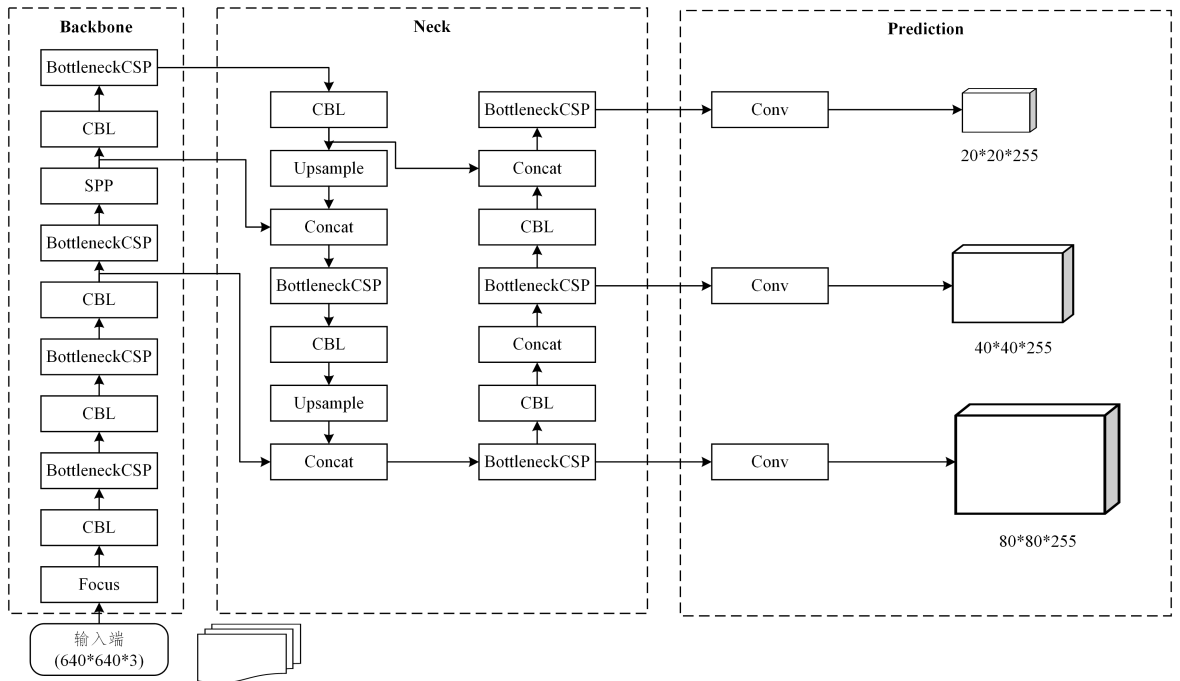 Backbone
BottleneckCSP
CBL
SPP
BottleneckCSP
CBL
BottleneckCSP
CBL
BottleneckCSP
CBL
Focus
输入端
(640*640*3)
Neck
CBL
Upsample
Concat
BottleneckCSP
CBL
Upsample
Concat
BottleneckCSP
Concat
CBL
BottleneckCSP
Concat
CBL
BottleneckCSP
Prediction
Conv
20*20*255
Conv
40*40*255
Conv
80*80*255